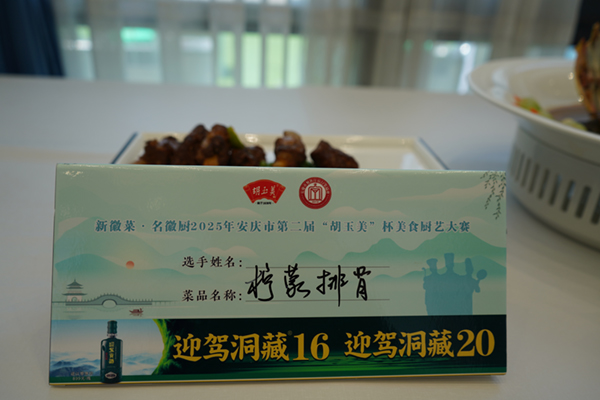 胡玉美
新徽菜·名徽厨2025年安庆市第二届“胡玉美”杯美食厨艺大赛
选手姓名：
菜品名称：柠蒙排骨
迎驾洞藏16 迎驾洞藏20